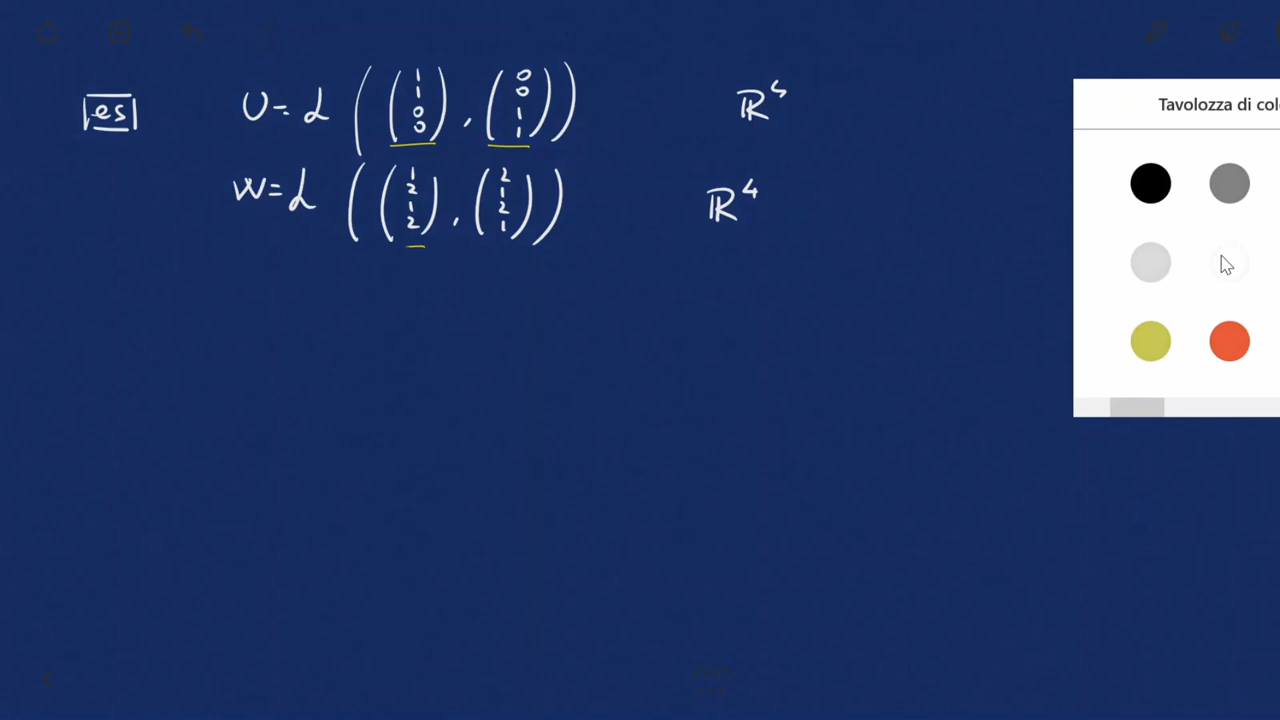 es U = L ( (1 1 0 0) , (0 0 1 1) ) ℝ⁴
W = L ( (1 2 1 2) , (2 1 2 1) ) ℝ⁴
Tavolozza di col